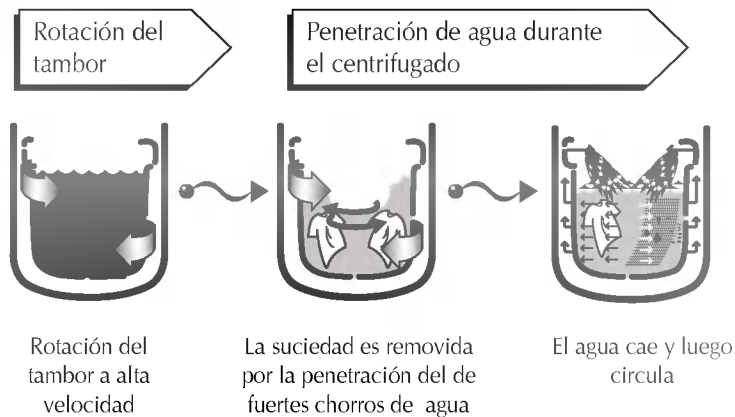 Rotación del
tambor
Penetración de agua durante
el centrifugado
Rotación del
tambor a alta
velocidad
La suciedad es removida
por la penetración del de
fuertes chorros de agua
El agua cae y luego
circula